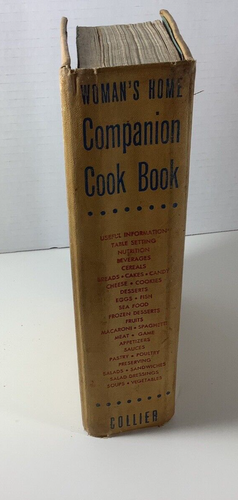 WOMAN'S HOME
Companion
Cook Book
USEFUL INFORMATION
TABLE SETTING
NUTRITION
BEVERAGES
CEREALS
BREADS • CAKES • CANDY
CHEESE • COOKIES
DESSERTS
EGGS • FISH
SEA FOOD
FROZEN DESSERTS
FRUITS
MACARONI • SPAGHETTI
MEAT • GAME
APPETIZERS
SAUCES
PASTRY • POULTRY
PRESERVING
SALADS • SANDWICHES
SALAD DRESSINGS
SOUPS • VEGETABLES
COLLIER